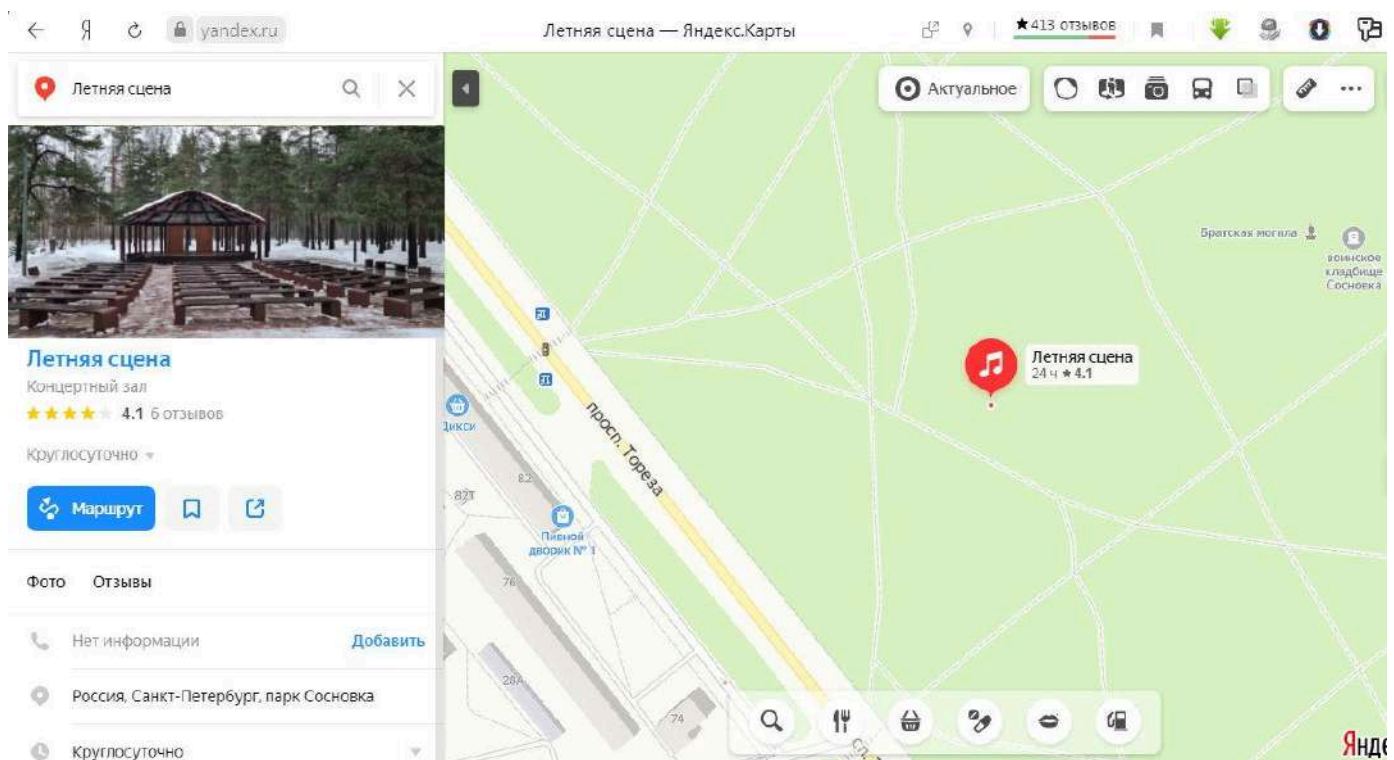 Я
yandex.ru
Летняя сцена — Яндекс.Карты
★413 отзывов
Летняя сцена
Актуальное
Братская могила
воинское
кладбище
Сосновка
Летняя сцена
24 ч ★ 4.1
Летняя сцена
Концертный зал
4.1 6 отзывов
Круглосуточно
Маршрут
Фото Отзывы
Нет информации
Добавить
Россия, Санкт-Петербург, парк Сосновка
Круглосуточно
Дикси
просп. Тореза
82
82Т
Пивной
дворик № 1
76
28А
74
Янде